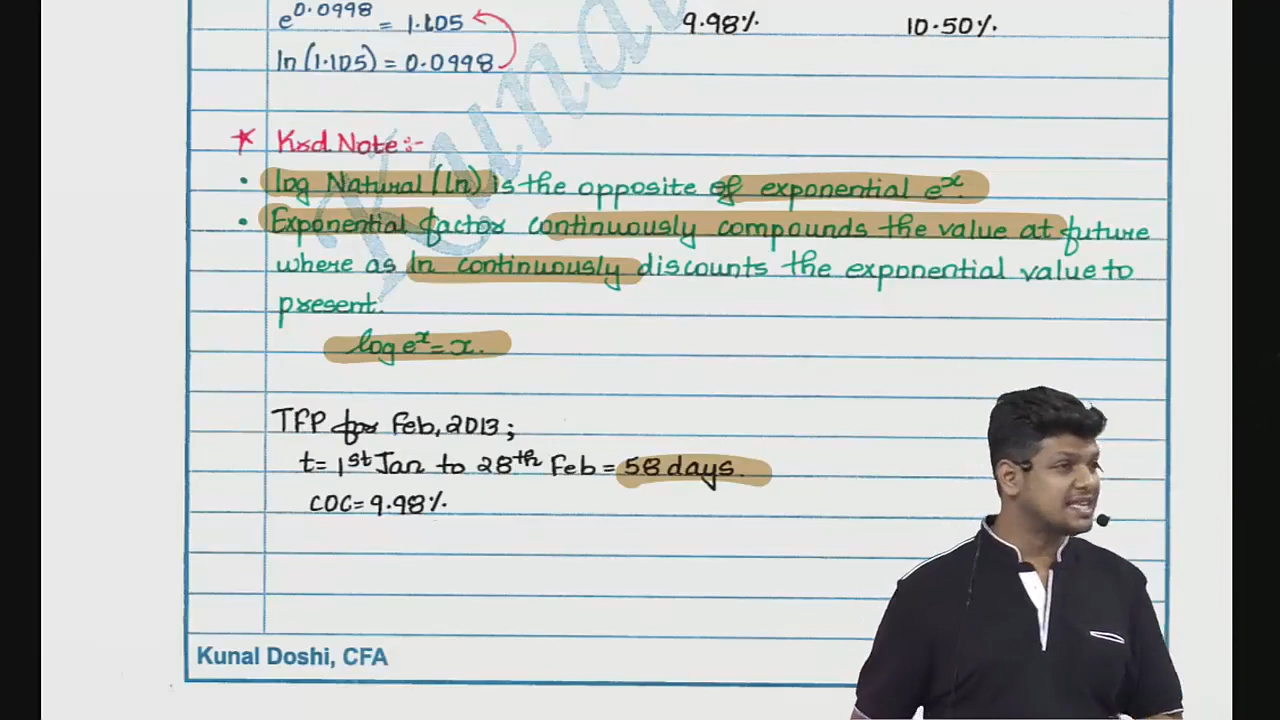 e^0.0998 = 1.105
9.98% 10.50%
ln(1.105) = 0.0998
Kunal
* Ksd Note:-
• log Natural (ln) is the opposite of exponential e^x.
• Exponential factor continuously compounds the value at future
where as ln continuously discounts the exponential value to
present.
log e^x = x.
TFP for Feb, 2013;
t = 1st Jan to 28th Feb = 58 days.
COC = 9.98%
Kunal Doshi, CFA